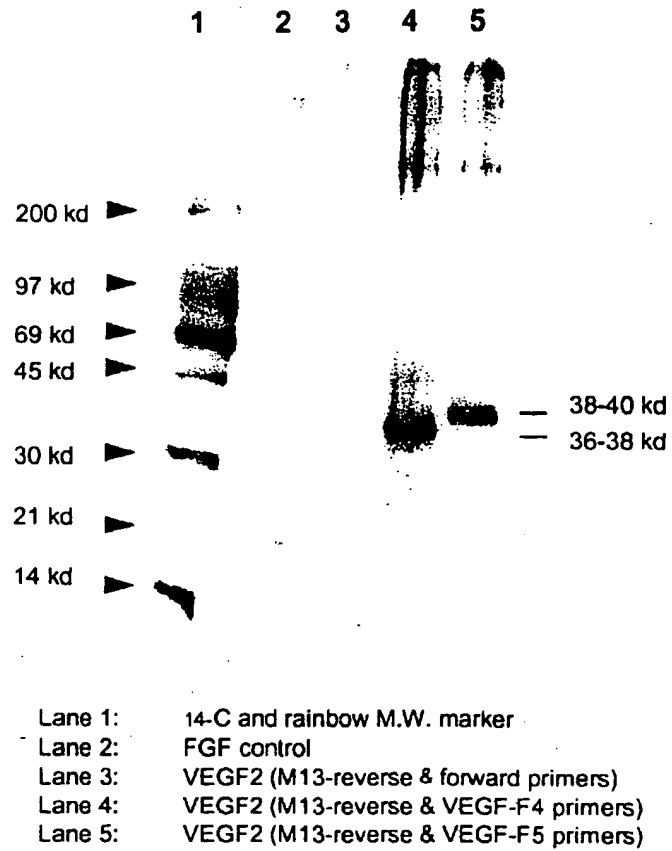 1 2 3 4 5
200 kd
97 kd
69 kd
45 kd
38-40 kd
36-38 kd
30 kd
21 kd
14 kd
Lane 1: 14-C and rainbow M.W. marker
Lane 2: FGF control
Lane 3: VEGF2 (M13-reverse & forward primers)
Lane 4: VEGF2 (M13-reverse & VEGF-F4 primers)
Lane 5: VEGF2 (M13-reverse & VEGF-F5 primers)